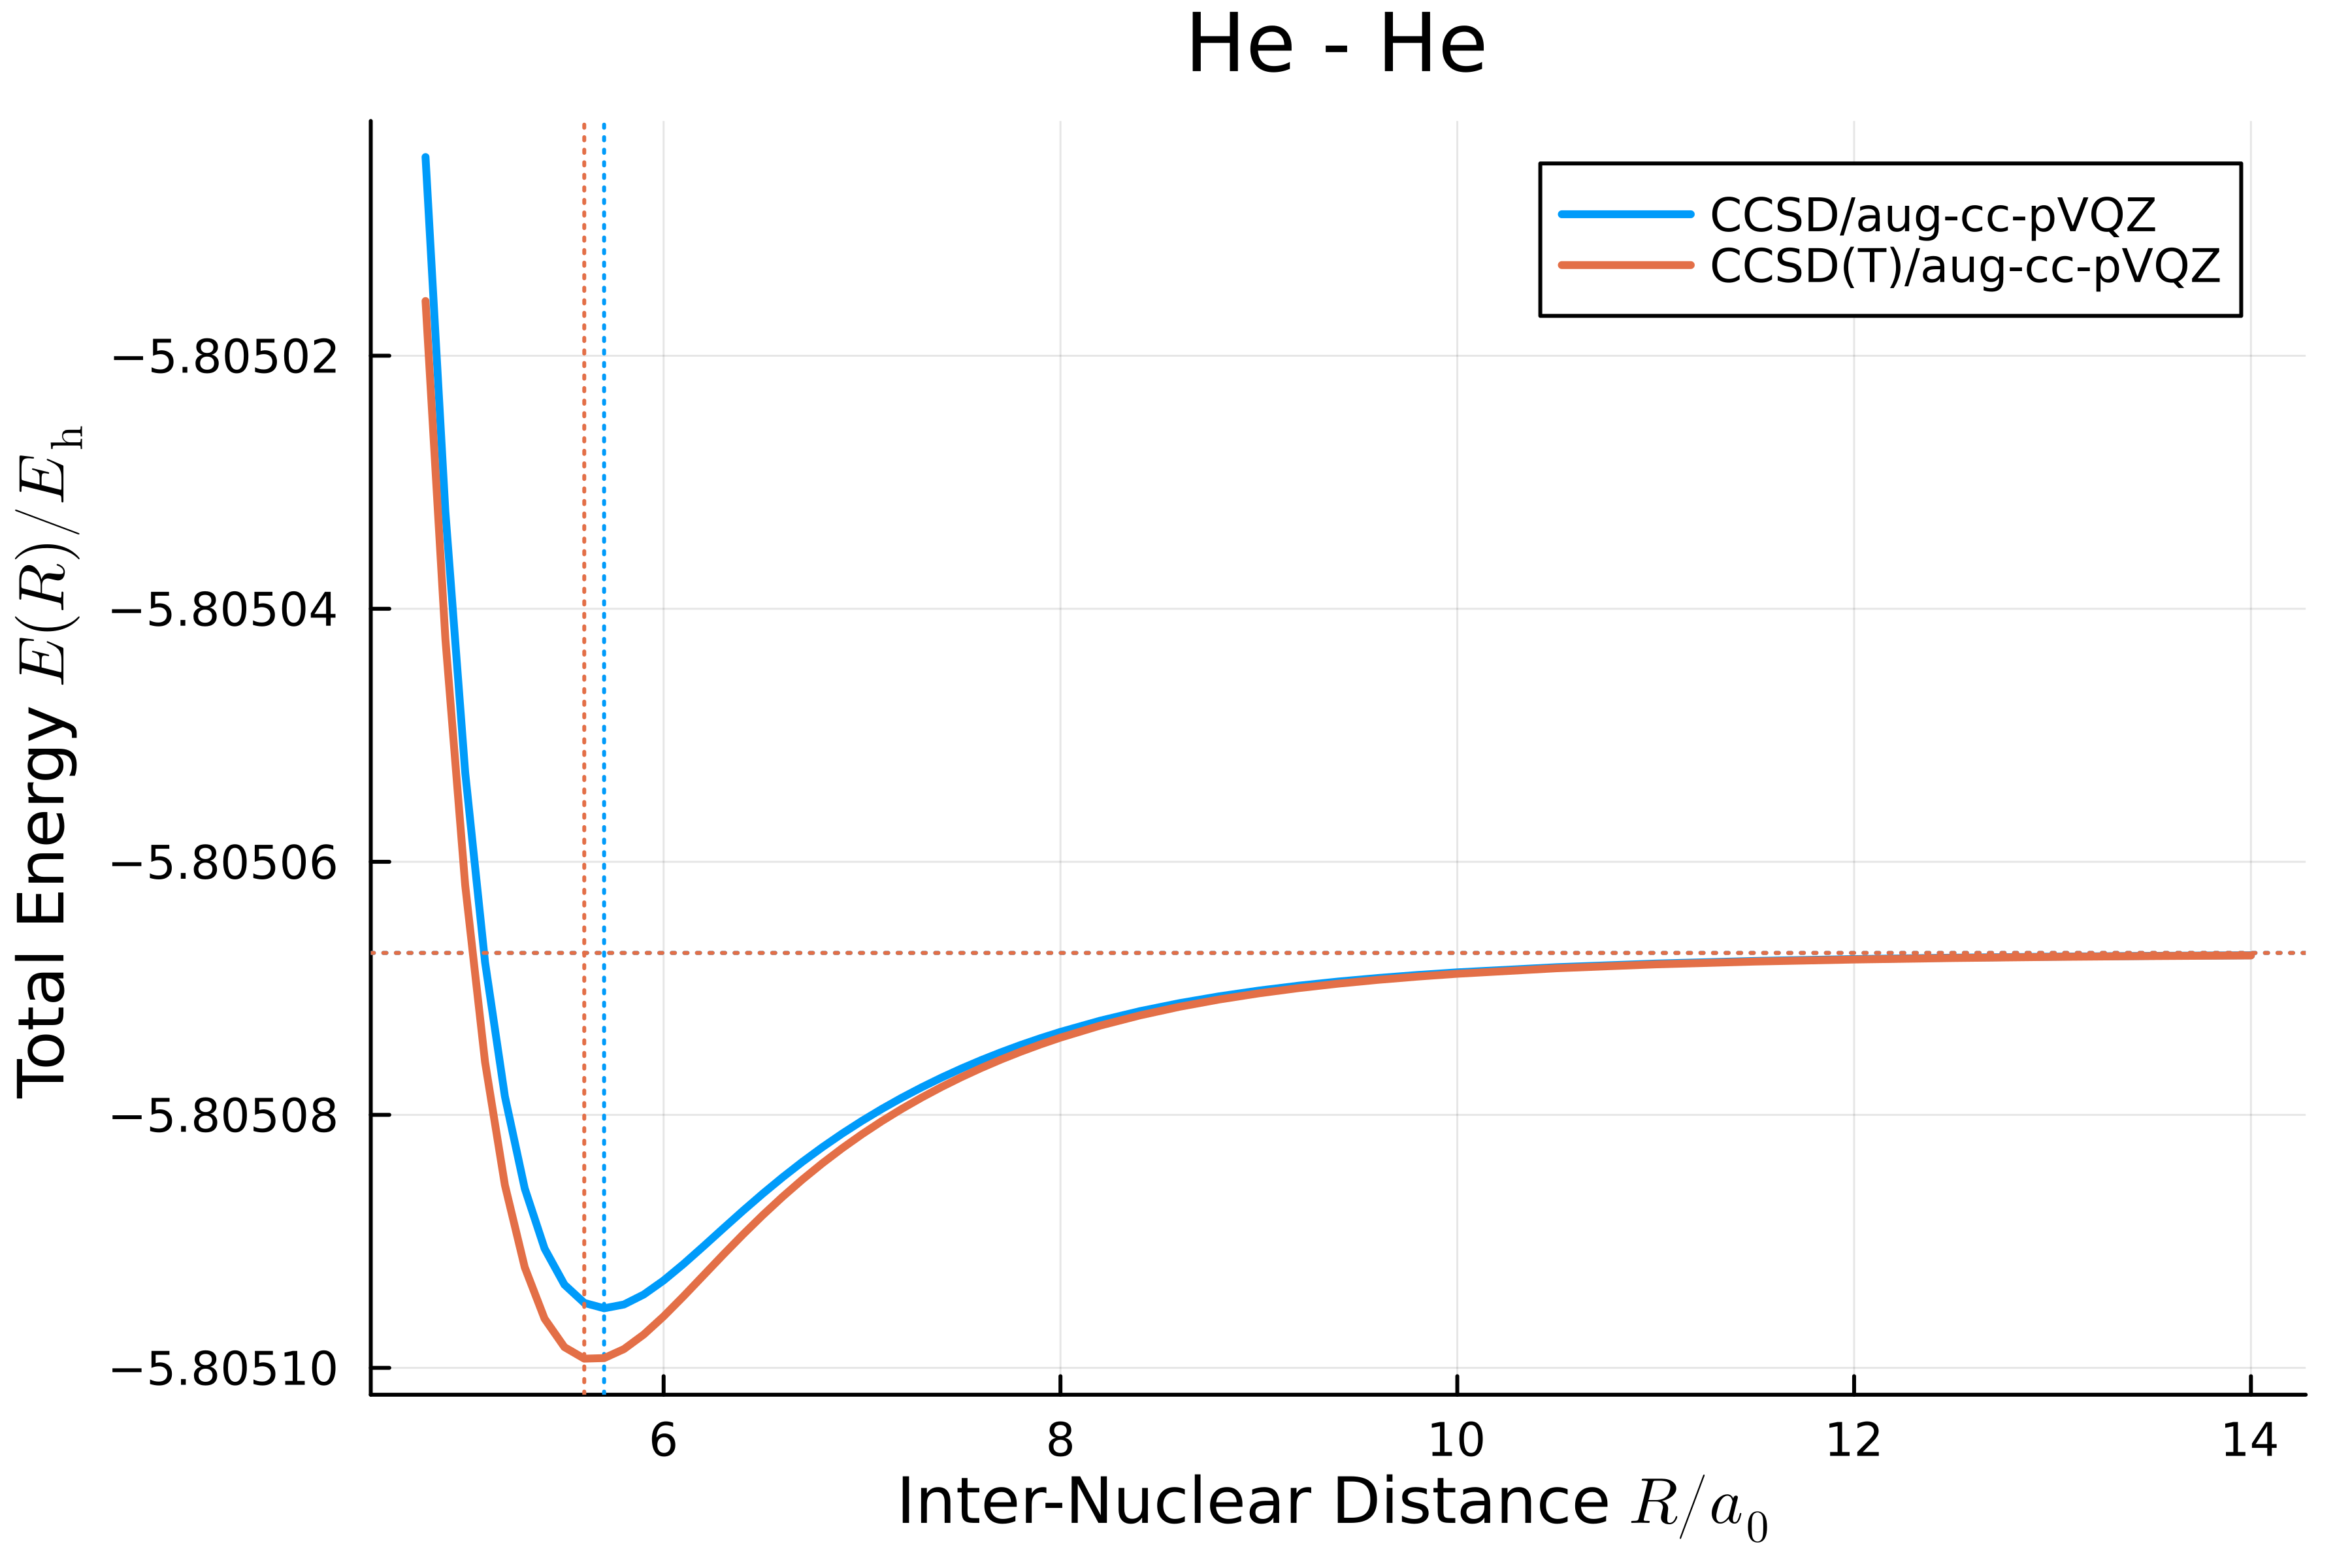 He - He
CCSD/aug-cc-pVQZ
CCSD(T)/aug-cc-pVQZ
Total Energy E(R)/E_h
−5.80502
−5.80504
−5.80506
−5.80508
−5.80510
6 8 10 12 14
Inter-Nuclear Distance R/a_0